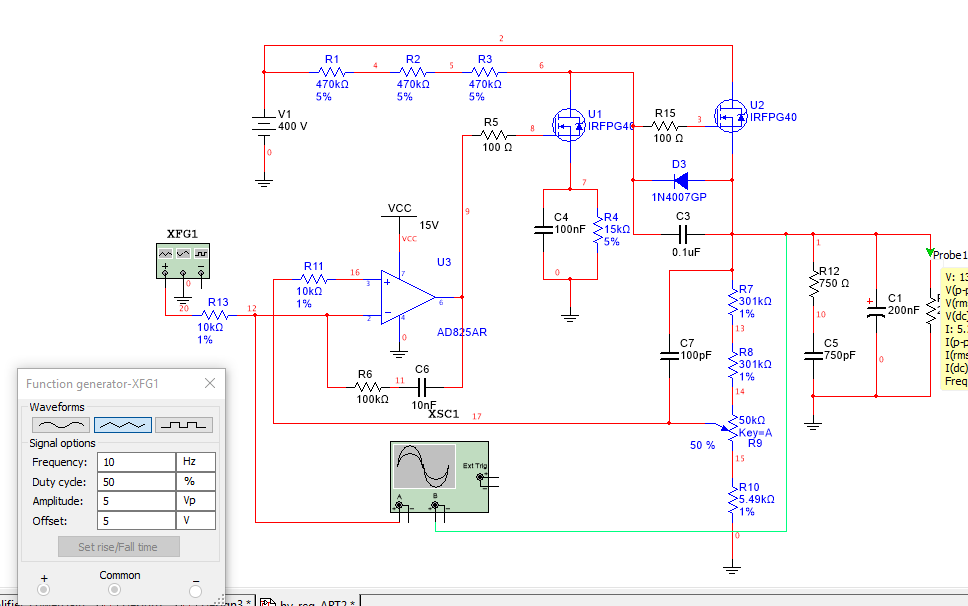 2
R1
R2
R3
4
5
6
470kΩ
470kΩ
470kΩ
5%
5%
5%
V1
400 V
0
R5
8
100 Ω
U1
IRFPG40
R15
3
100 Ω
U2
IRFPG40
D3
1N4007GP
7
C4
100nF
R4
15kΩ
5%
0
C3
0.1uF
9
VCC
15V
VCC
XFG1
20
R13
12
10kΩ
1%
R11
16
10kΩ
1%
U3
3
2
7
4
6
AD825AR
0
R6
11
C6
100kΩ
10nF
XSC1
17
C7
100pF
R7
301kΩ
1%
13
R8
301kΩ
1%
14
50kΩ
Key=A
R9
50 %
15
R10
5.49kΩ
1%
0
1
R12
750 Ω
10
C5
750pF
C1
200nF
0
Probe1
V: 13
V(p-p
V(rm
V(dc)
I: 5.
I(p-p
I(rms
I(dc)
Freq
Ext Trig
A
B
Function generator-XFG1
Waveforms
Signal options
Frequency: 10 Hz
Duty cycle: 50 %
Amplitude: 5 Vp
Offset: 5 V
Set rise/Fall time
+
Common
−
hv_reg_APT2 *